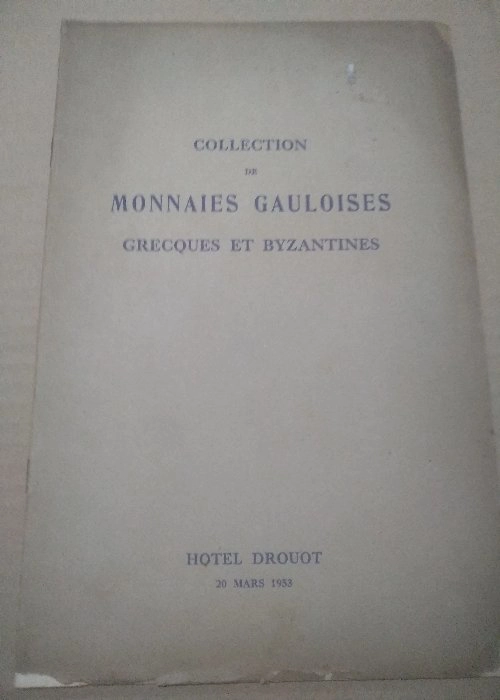 COLLECTION
DE
MONNAIES GAULOISES
GRECQUES ET BYZANTINES
HOTEL DROUOT
20 MARS 1953